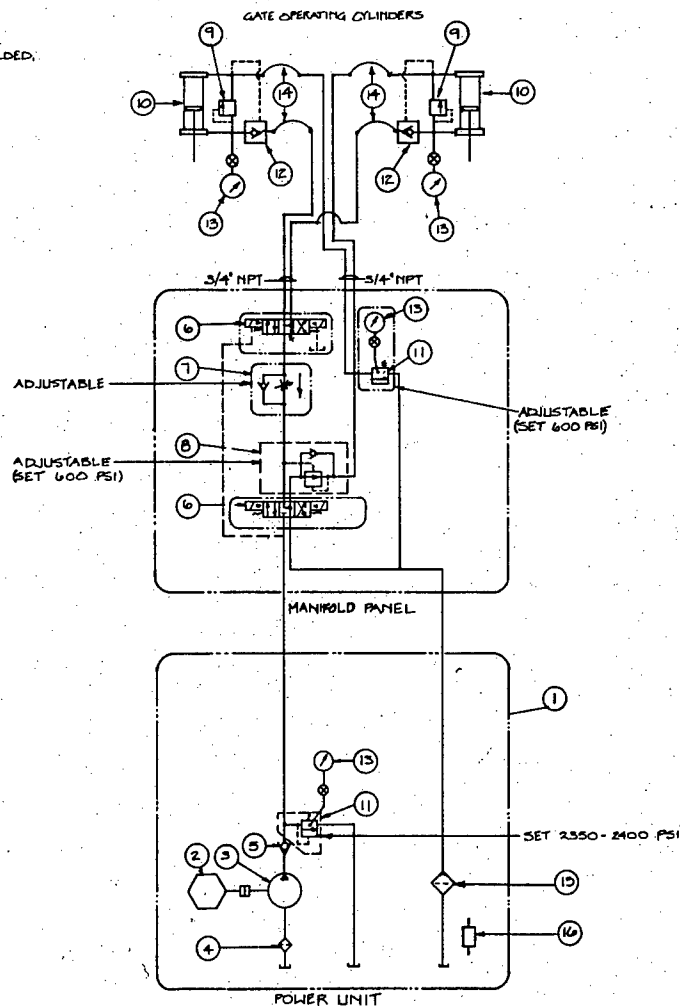 GATE OPERATING CYLINDERS
LDED,
9
9
10
14
14
10
12
12
13
13
3/4" NPT
3/4" NPT
6
13
7
11
ADJUSTABLE
ADJUSTABLE
(SET 600 PSI)
8
ADJUSTABLE
(SET 600 PSI)
6
MANIFOLD PANEL
1
13
11
5
SET 2350-2400 PSI
2
3
15
4
16
POWER UNIT